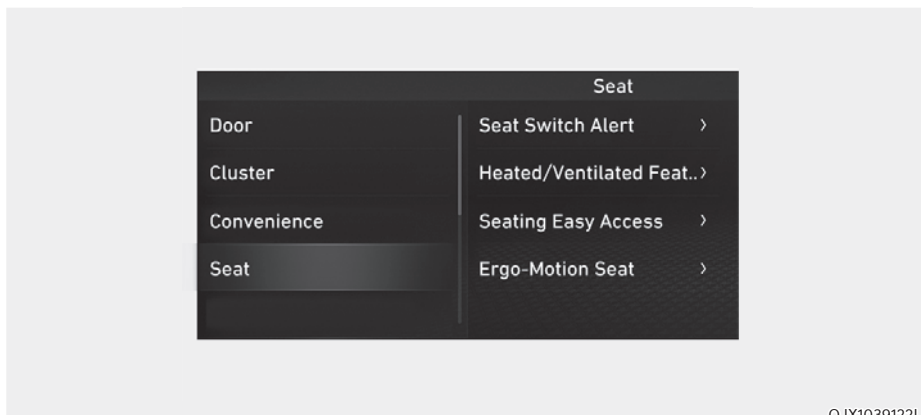 Seat
Door
Cluster
Convenience
Seat
Seat Switch Alert
Heated/Ventilated Feat..
Seating Easy Access
Ergo-Motion Seat